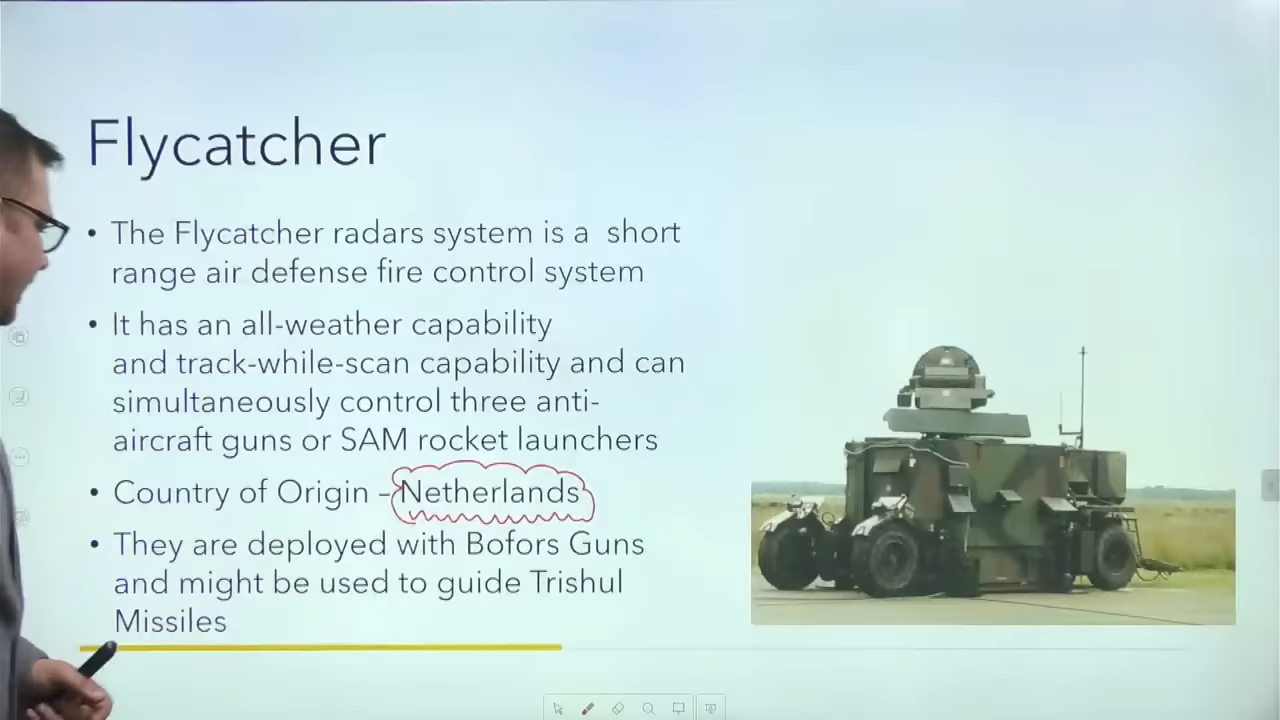 Flycatcher
• The Flycatcher radars system is a short
range air defense fire control system
• It has an all-weather capability
and track-while-scan capability and can
simultaneously control three anti-
aircraft guns or SAM rocket launchers
• Country of Origin – Netherlands
• They are deployed with Bofors Guns
and might be used to guide Trishul
Missiles